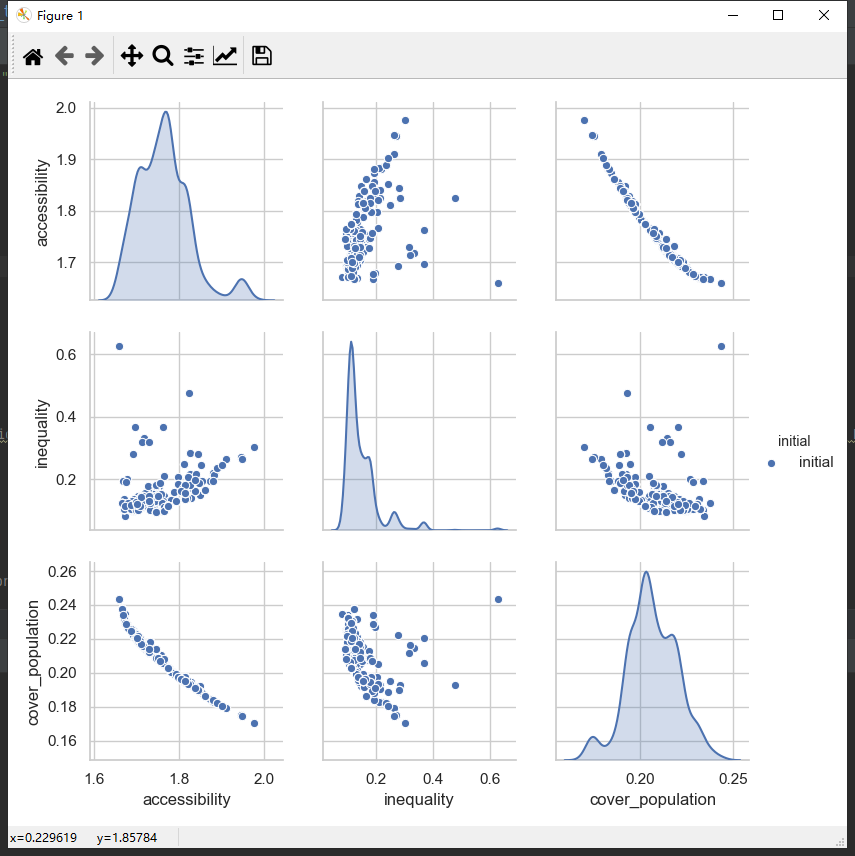 Figure 1
2.0
1.9
1.8
1.7
accessibility
0.6
0.4
0.2
inequality
initial
initial
0.26
0.24
0.22
0.20
0.18
0.16
cover_population
1.6 1.8 2.0 0.2 0.4 0.6 0.20 0.25
accessibility inequality cover_population
x=0.229619 y=1.85784